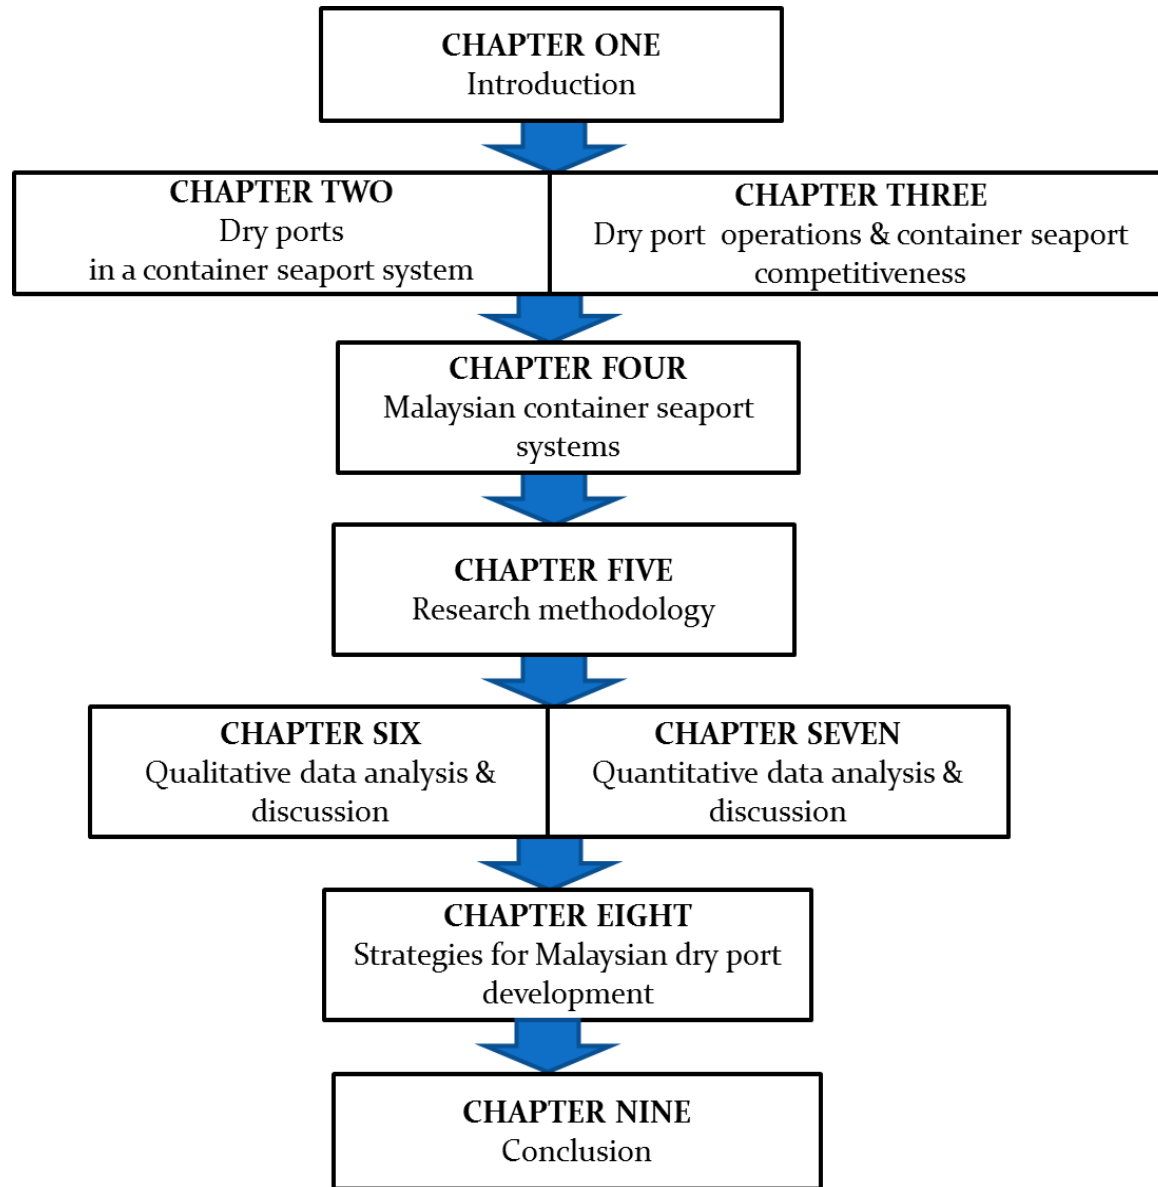 CHAPTER ONE
Introduction
CHAPTER TWO
Dry ports
in a container seaport system
CHAPTER THREE
Dry port operations & container seaport
competitiveness
CHAPTER FOUR
Malaysian container seaport
systems
CHAPTER FIVE
Research methodology
CHAPTER SIX
Qualitative data analysis &
discussion
CHAPTER SEVEN
Quantitative data analysis &
discussion
CHAPTER EIGHT
Strategies for Malaysian dry port
development
CHAPTER NINE
Conclusion